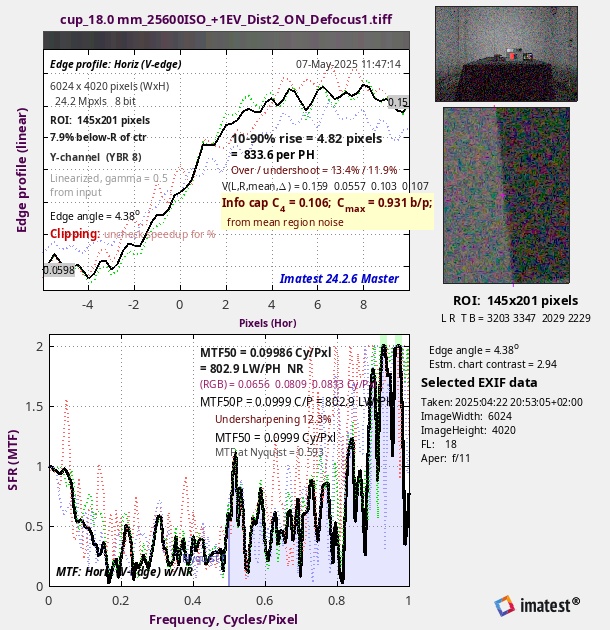 cup_18.0 mm_25600ISO_+1EV_Dist2_ON_Defocus1.tiff
Edge profile: Horiz (V-edge)
07-May-2025 11:47:14
6024 x 4020 pixels (WxH)
24.2 Mpxls   8 bit
ROI:  145x201 pixels
7.9% below-R of ctr
Y-channel  (YBR 8)
Linearized, gamma = 0.5
from input
Edge angle = 4.38º
Clipping: uncheck Speedup for %
0.0598
0.15
10-90% rise = 4.82 pixels
=  833.6 per PH
Over / undershoot = 13.4% / 11.9%
V(L,R,mean,Δ) = 0.159  0.0557  0.103  0.107
Info cap C4 = 0.106;  Cmax = 0.931 b/p;
from mean region noise
Imatest 24.2.6 Master
Edge profile (linear)
-4 -2 0 2 4 6 8
Pixels (Hor)
MTF50 = 0.09986 Cy/Pxl
= 802.9 LW/PH  NR
(RGB) = 0.0656  0.0809  0.0833 Cy/Pxl
MTF50P = 0.0999 C/P = 802.9 LW/PH
Undersharpening 12.3%
MTF50 = 0.0999 Cy/Pxl
MTF at Nyquist = 0.593
MTF: Horiz (V-edge) w/NR
SFR (MTF)
2
1.5
1
0.5
0
0 0.2 0.4 0.6 0.8 1
Frequency, Cycles/Pixel
ROI:  145x201 pixels
L R  T B = 3203 3347  2029 2229
Edge angle = 4.38º
Estm. chart contrast = 2.94
Selected EXIF data
Taken: 2025:04:22 20:53:05+02:00
ImageWidth:  6024
ImageHeight:  4020
FL:   18
Aper:  f/11
imatest®